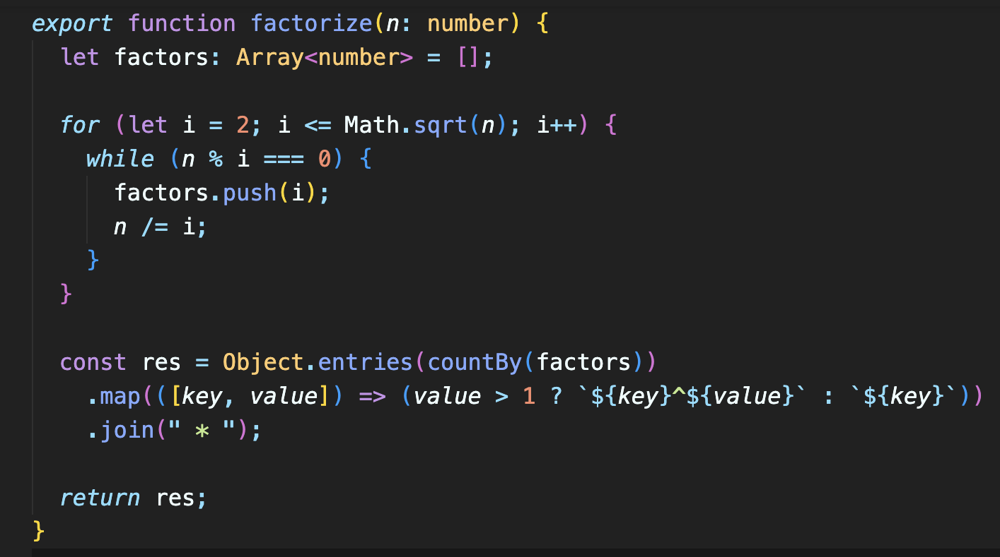 export function factorize(n: number) {
  let factors: Array<number> = [];

  for (let i = 2; i <= Math.sqrt(n); i++) {
    while (n % i === 0) {
      factors.push(i);
      n /= i;
    }
  }

  const res = Object.entries(countBy(factors))
    .map(([key, value]) => (value > 1 ? `${key}^${value}` : `${key}`))
    .join(" * ");

  return res;
}